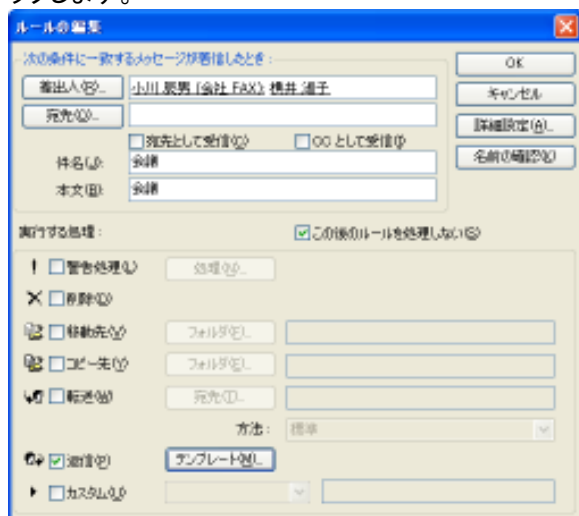 ックします。
ルールの編集
次の条件に一致するメッセージが着信したとき：
OK
差出人(R)... 小川 辰男 (会社 FAX);
キャンセル
宛先(O)...
詳細設定(A)...
宛先として受信(C) CC として受信(I)
名前の確認(K)
件名(J): 会議
本文(B): 会議
実行する処理： この後のルールを処理しない(S)
警告処理(L) 処理(N)...
削除(D)
移動先(V) フォルダ(E)...
コピー先(Y) フォルダ(F)...
転送(W) 宛先(T)...
方法： 標準
返信(P) テンプレート(M)...
カスタム(U)